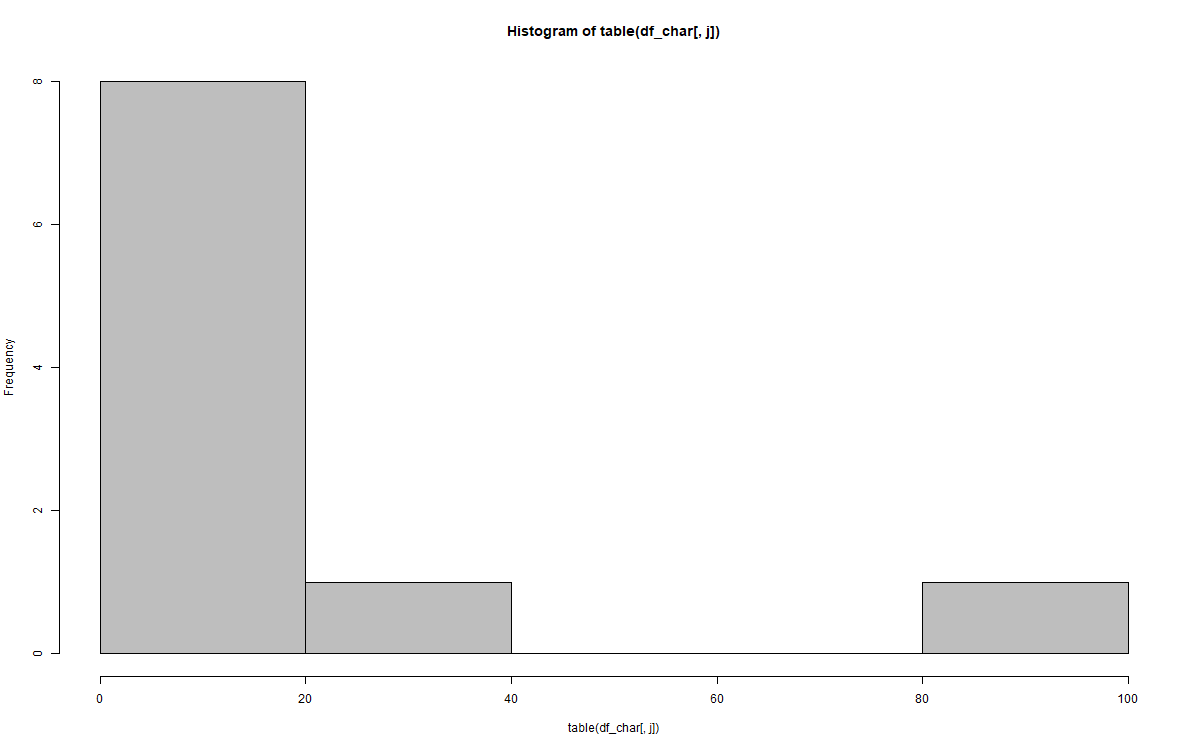 Histogram of table(df_char[, j])
8
6
4
2
0
Frequency
0 20 40 60 80 100
table(df_char[, j])